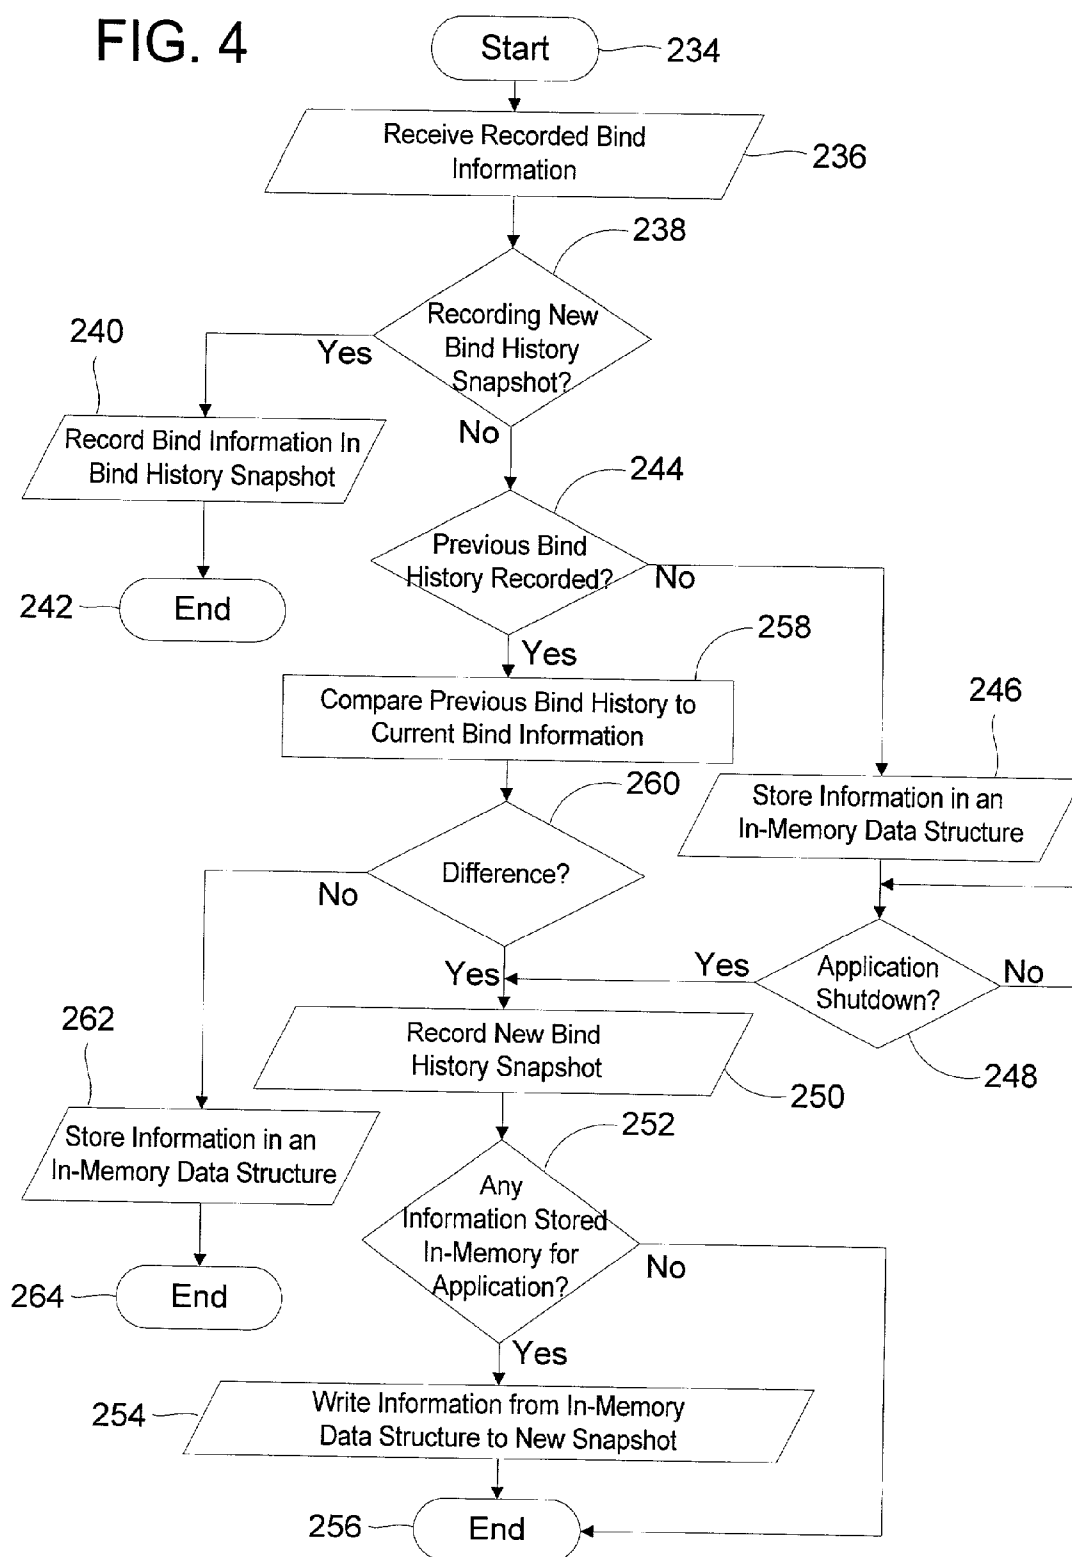 FIG. 4
Start
234
Receive Recorded Bind
Information
236
238
Recording New
Bind History
Snapshot?
Yes
No
240
Record Bind Information In
Bind History Snapshot
242
End
244
Previous Bind
History Recorded?
No
Yes
258
Compare Previous Bind History to
Current Bind Information
246
Store Information in an
In-Memory Data Structure
260
Difference?
No
Yes
Yes
Application
Shutdown?
No
248
262
Record New Bind
History Snapshot
250
252
Store Information in an
In-Memory Data Structure
Any
Information Stored
In-Memory for
Application?
No
Yes
264
End
254
Write Information from In-Memory
Data Structure to New Snapshot
256
End